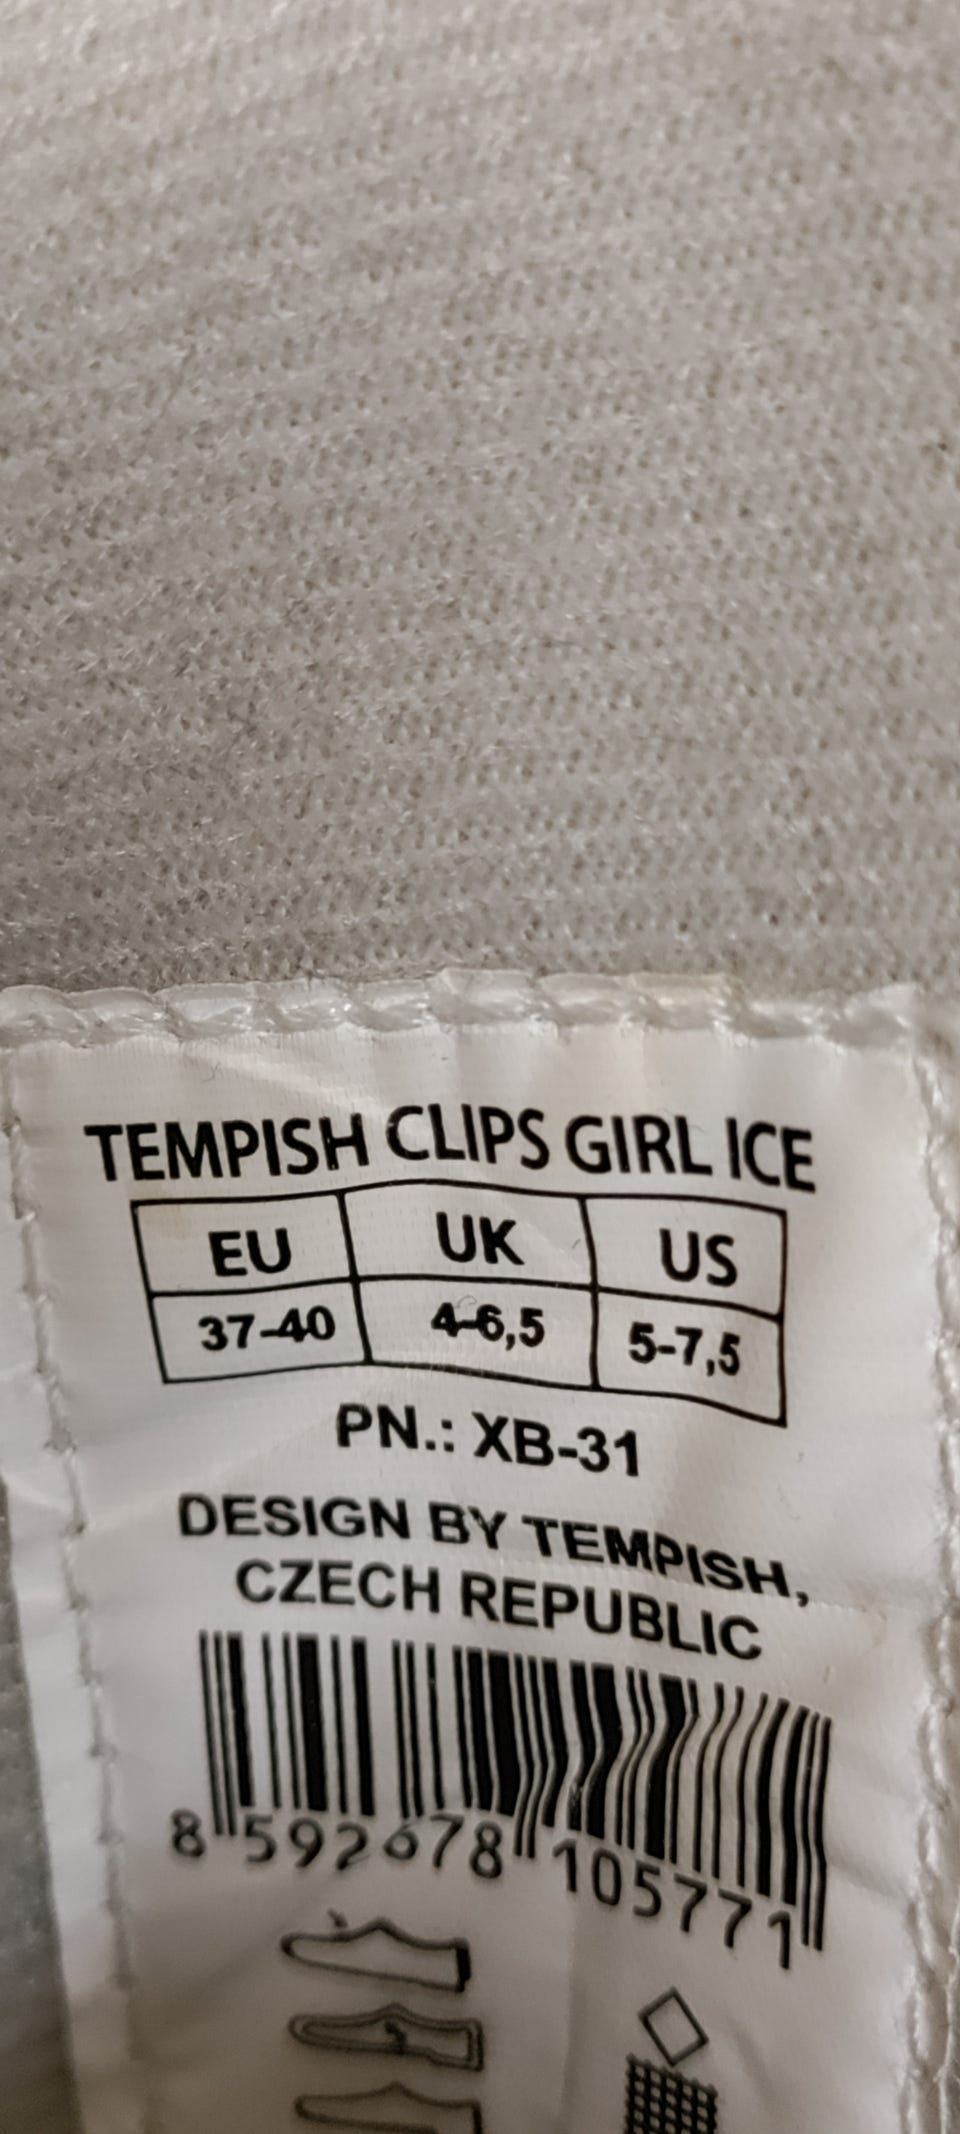 TEMPISH CLIPS GIRL ICE
EU UK US
37-40 4-6,5 5-7,5
PN.: XB-31
DESIGN BY TEMPISH,
CZECH REPUBLIC
8 592678 105771